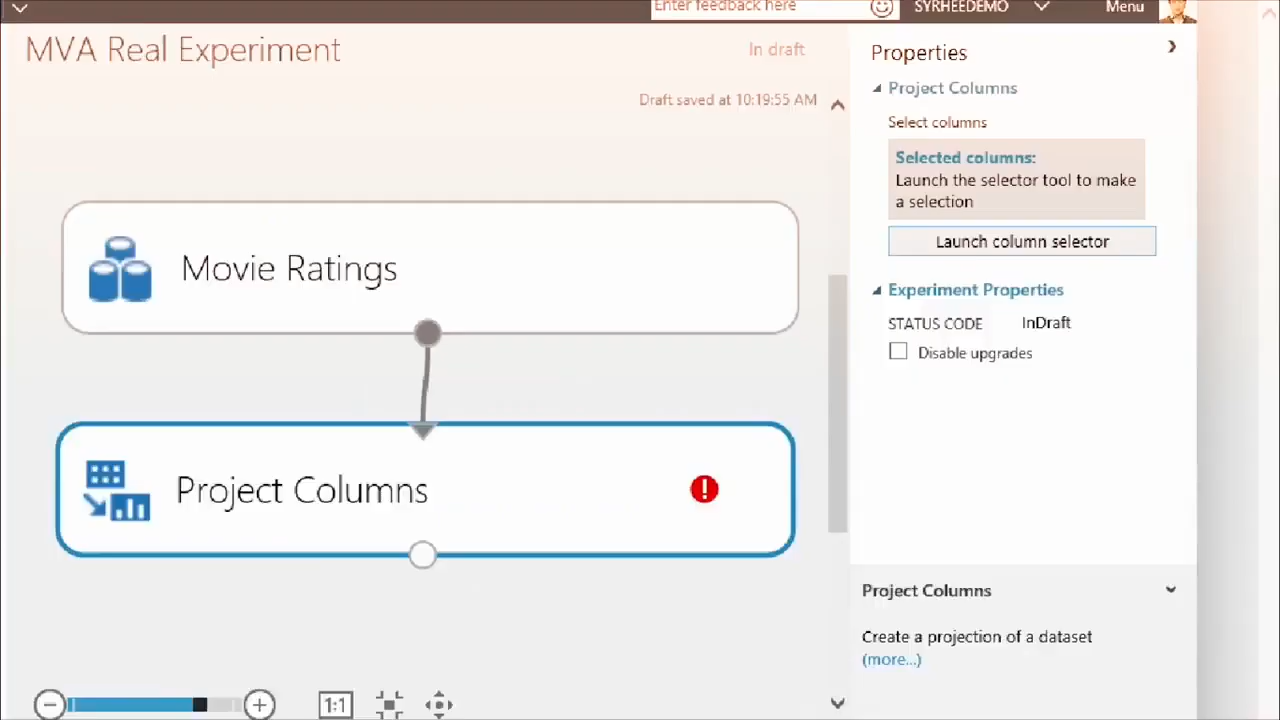 Enter feedback here
SYRHEEDEMO
Menu
MVA Real Experiment
In draft
Draft saved at 10:19:55 AM
Movie Ratings
Project Columns
1:1
Properties
Project Columns
Select columns
Selected columns:
Launch the selector tool to make
a selection
Launch column selector
Experiment Properties
STATUS CODE InDraft
Disable upgrades
Project Columns
Create a projection of a dataset
(more...)